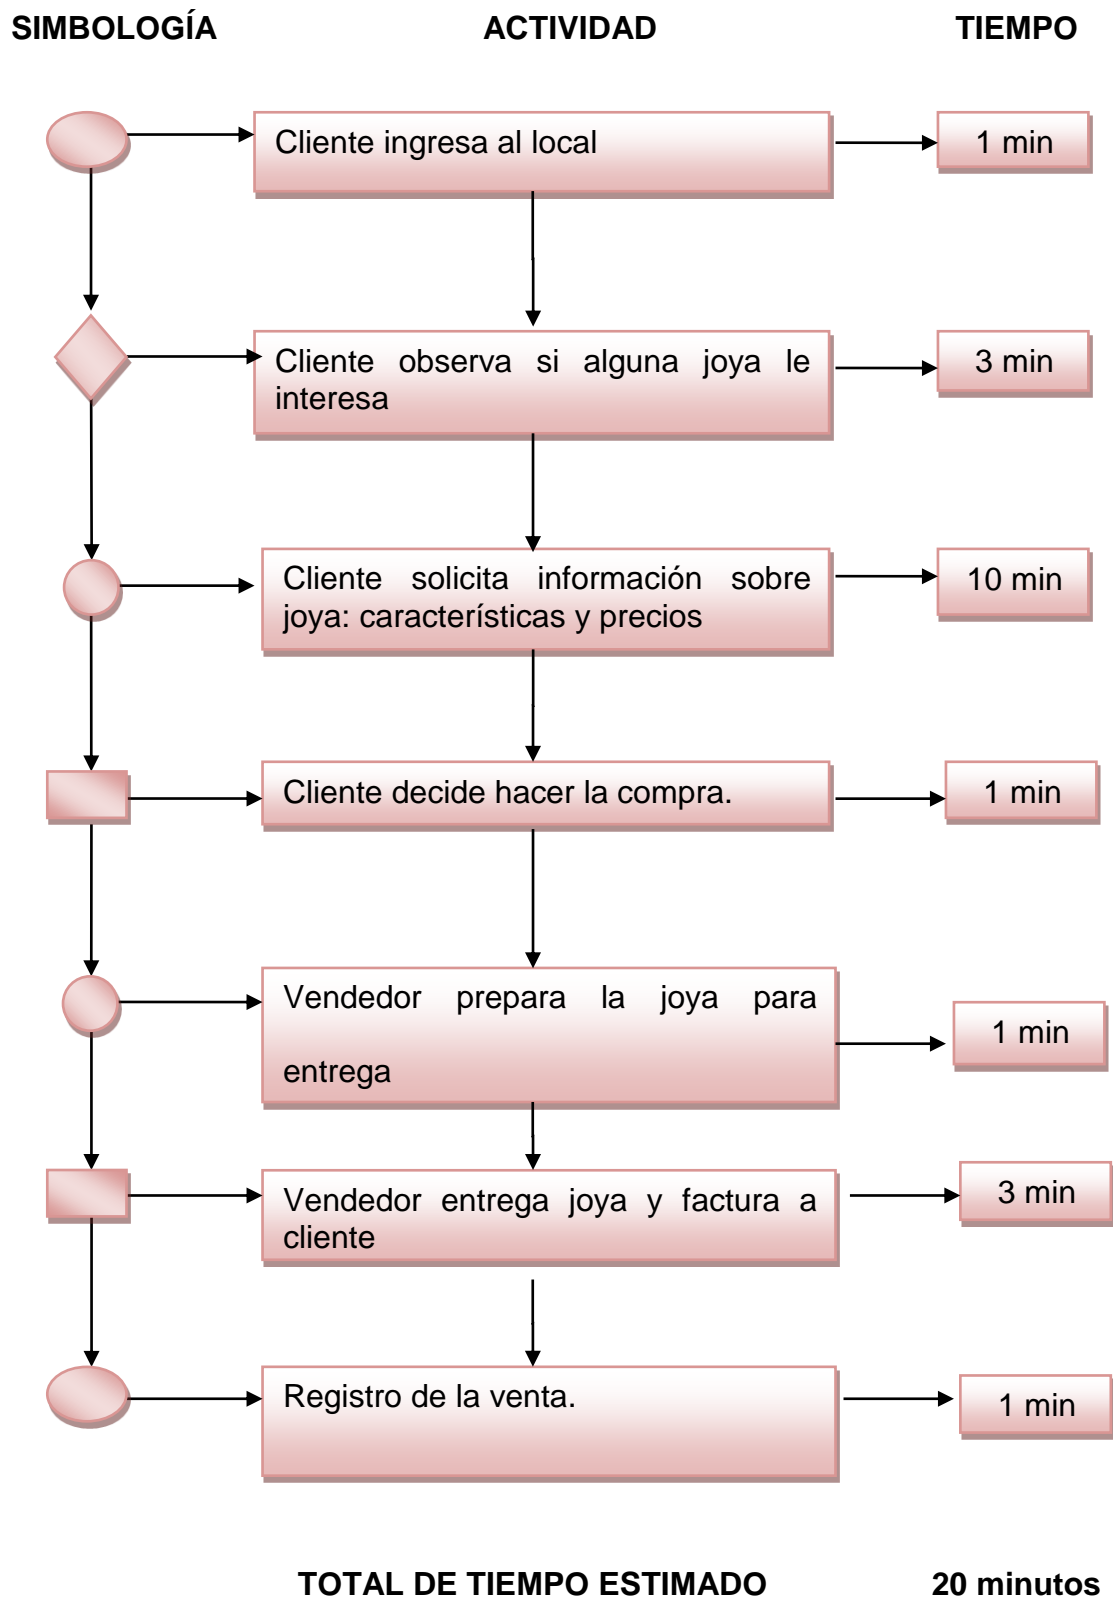 SIMBOLOGÍA ACTIVIDAD TIEMPO
Cliente ingresa al local 1 min
Cliente observa si alguna joya le 3 min
interesa
Cliente solicita información sobre 10 min
joya: características y precios
Cliente decide hacer la compra. 1 min
Vendedor prepara la joya para 1 min
entrega
Vendedor entrega joya y factura a 3 min
cliente
Registro de la venta. 1 min
TOTAL DE TIEMPO ESTIMADO 20 minutos